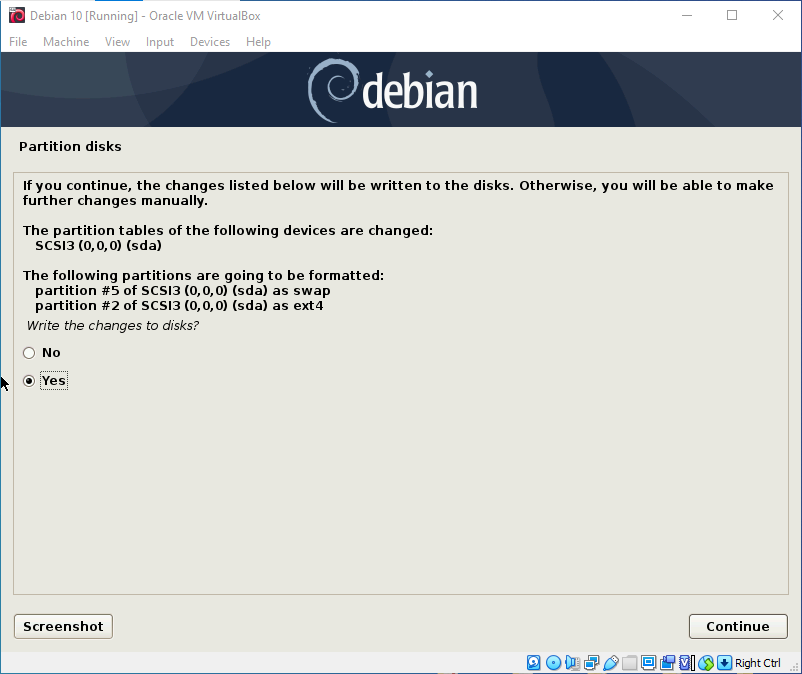 Debian 10 [Running] - Oracle VM VirtualBox
File Machine View Input Devices Help
debian
Partition disks
If you continue, the changes listed below will be written to the disks. Otherwise, you will be able to make
further changes manually.
The partition tables of the following devices are changed:
SCSI3 (0,0,0) (sda)
The following partitions are going to be formatted:
partition #5 of SCSI3 (0,0,0) (sda) as swap
partition #2 of SCSI3 (0,0,0) (sda) as ext4
Write the changes to disks?
No
Yes
Screenshot Continue
Right Ctrl